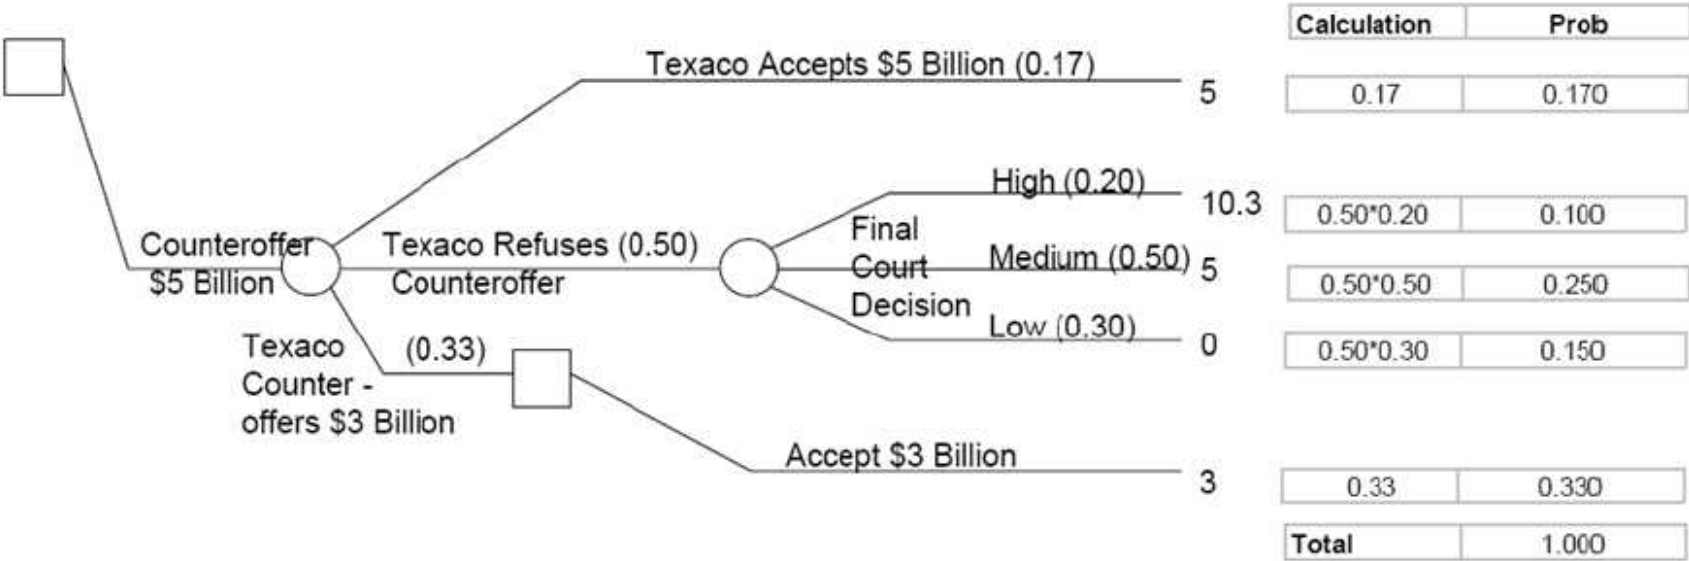 Calculation Prob
Texaco Accepts $5 Billion (0.17)
5
0.17 0.170
High (0.20)
10.3
0.50*0.20 0.100
Counteroffer
$5 Billion
Texaco Refuses (0.50)
Counteroffer
Final
Court
Decision
Medium (0.50)
5
0.50*0.50 0.250
Low (0.30)
0
0.50*0.30 0.150
Texaco
Counter -
offers $3 Billion
(0.33)
Accept $3 Billion
3
0.33 0.330
Total 1.000